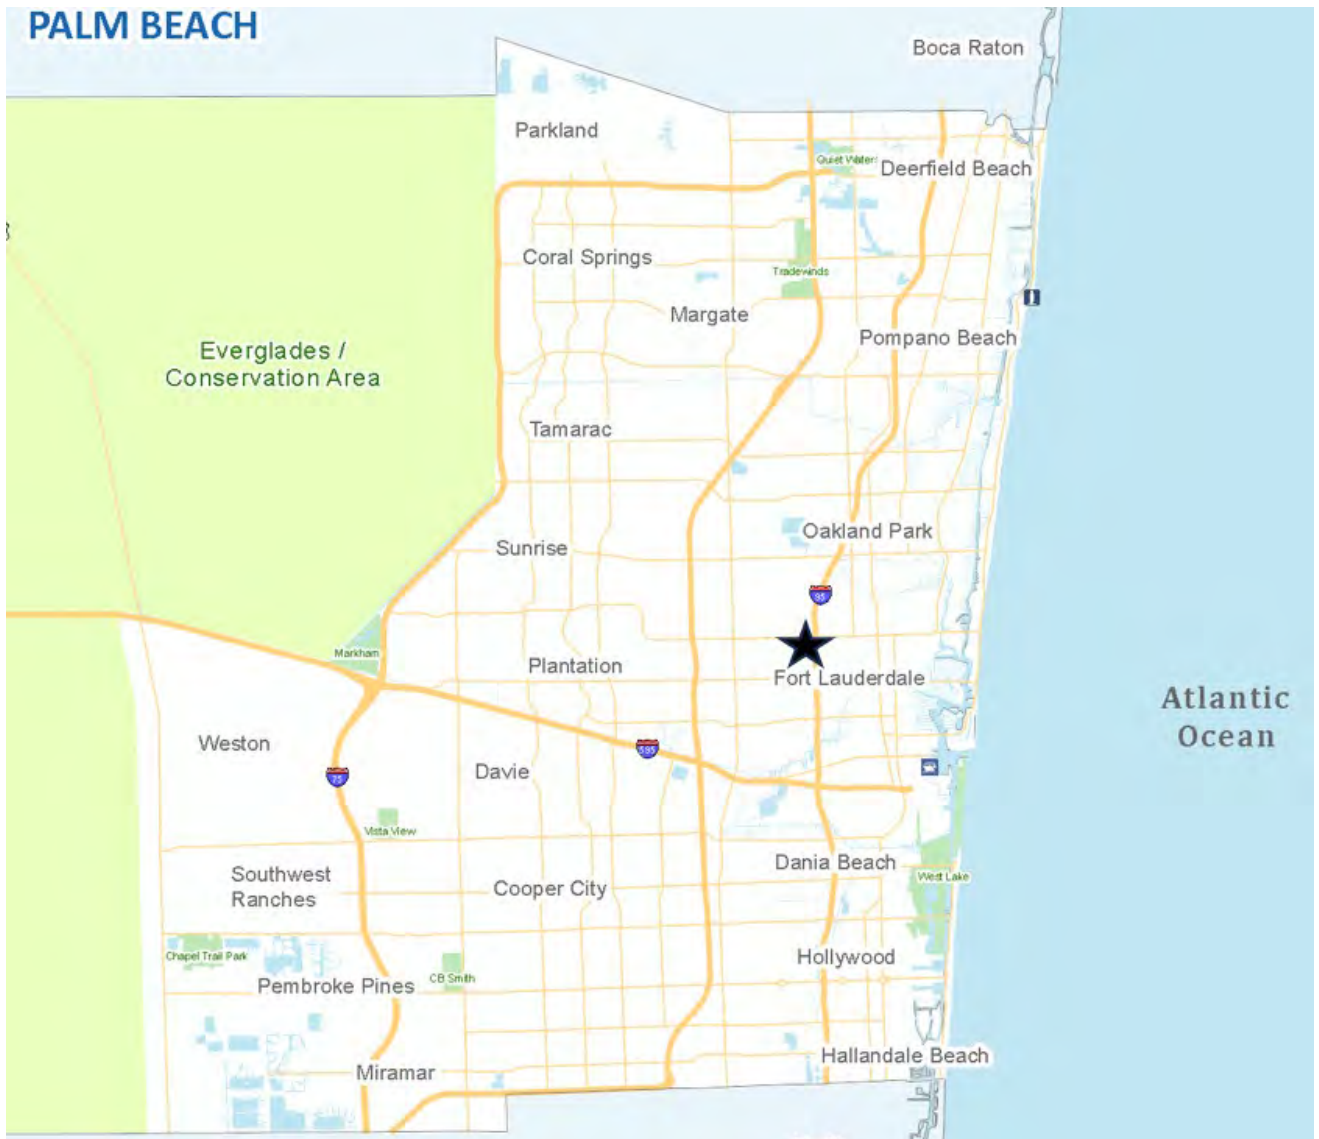 PALM BEACH
Boca Raton
Parkland
Quiet Waters
Deerfield Beach
Coral Springs
Tradewinds
Margate
Pompano Beach
Everglades /
Conservation Area
Tamarac
Oakland Park
Sunrise
95
Markham
Plantation
Fort Lauderdale
Atlantic
Ocean
Weston
595
Davie
75
Vista View
Dania Beach
Southwest
Ranches
West Lake
Cooper City
Chapel Trail Park
Hollywood
CB Smith
Pembroke Pines
Hallandale Beach
Miramar